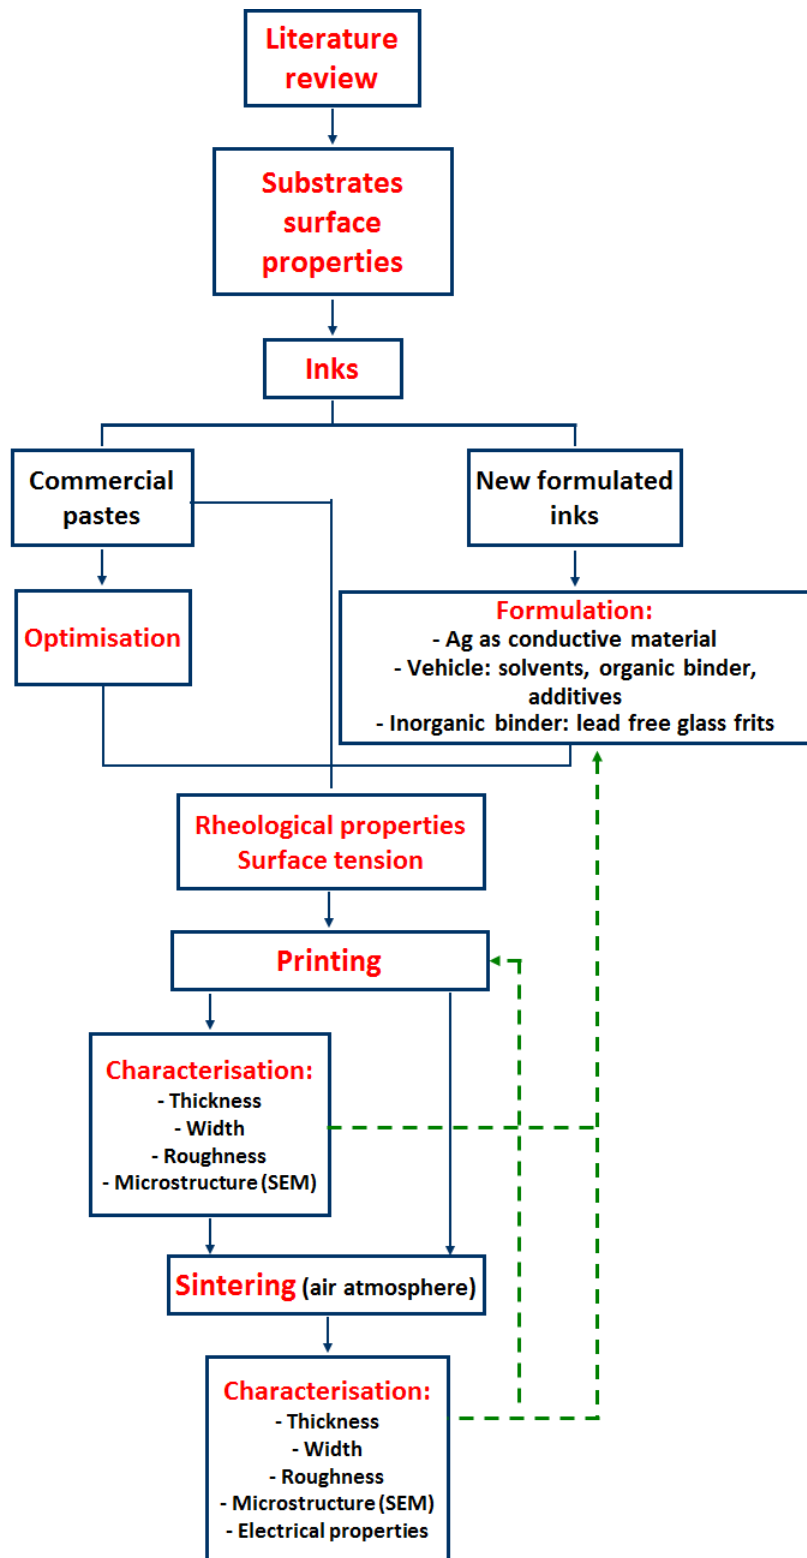 Literature
review
Substrates
surface
properties
Inks
Commercial
pastes
New formulated
inks
Optimisation
Formulation:
- Ag as conductive material
- Vehicle: solvents, organic binder,
additives
- Inorganic binder: lead free glass frits
Rheological properties
Surface tension
Printing
Characterisation:
- Thickness
- Width
- Roughness
- Microstructure (SEM)
Sintering (air atmosphere)
Characterisation:
- Thickness
- Width
- Roughness
- Microstructure (SEM)
- Electrical properties